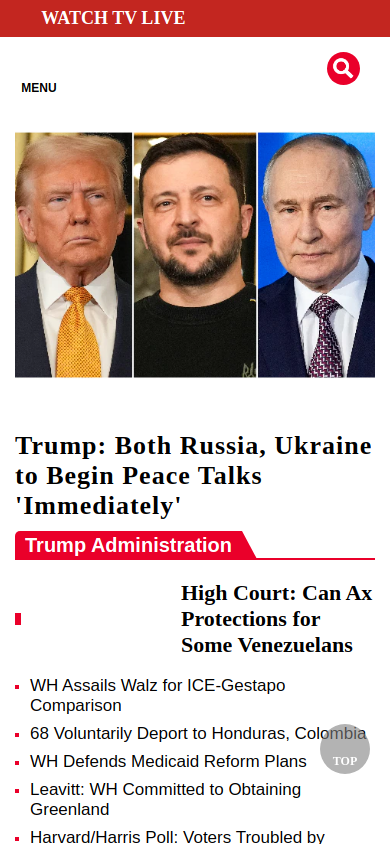 WATCH TV LIVE
MENU
Trump: Both Russia, Ukraine
to Begin Peace Talks
'Immediately'
Trump Administration
High Court: Can Ax
Protections for
Some Venezuelans
WH Assails Walz for ICE-Gestapo
Comparison
68 Voluntarily Deport to Honduras, Colombia
WH Defends Medicaid Reform Plans
TOP
Leavitt: WH Committed to Obtaining
Greenland
Harvard/Harris Poll: Voters Troubled by